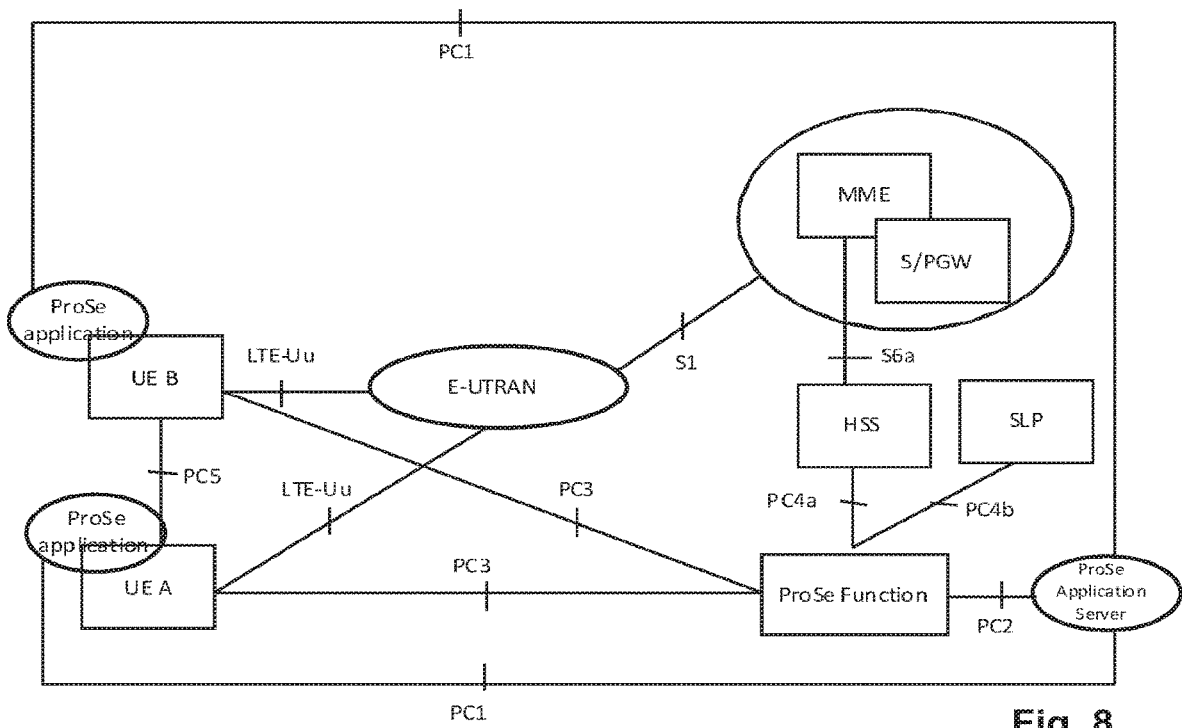 PC1
MME
S/PGW
ProSe
application
UE B
LTE-Uu
E-UTRAN
S1
S6a
HSS
SLP
PC5
LTE-Uu
PC3
PC4a
PC4b
ProSe
application
UE A
PC3
ProSe Function
PC2
ProSe
Application
Server
PC1
Fig. 8